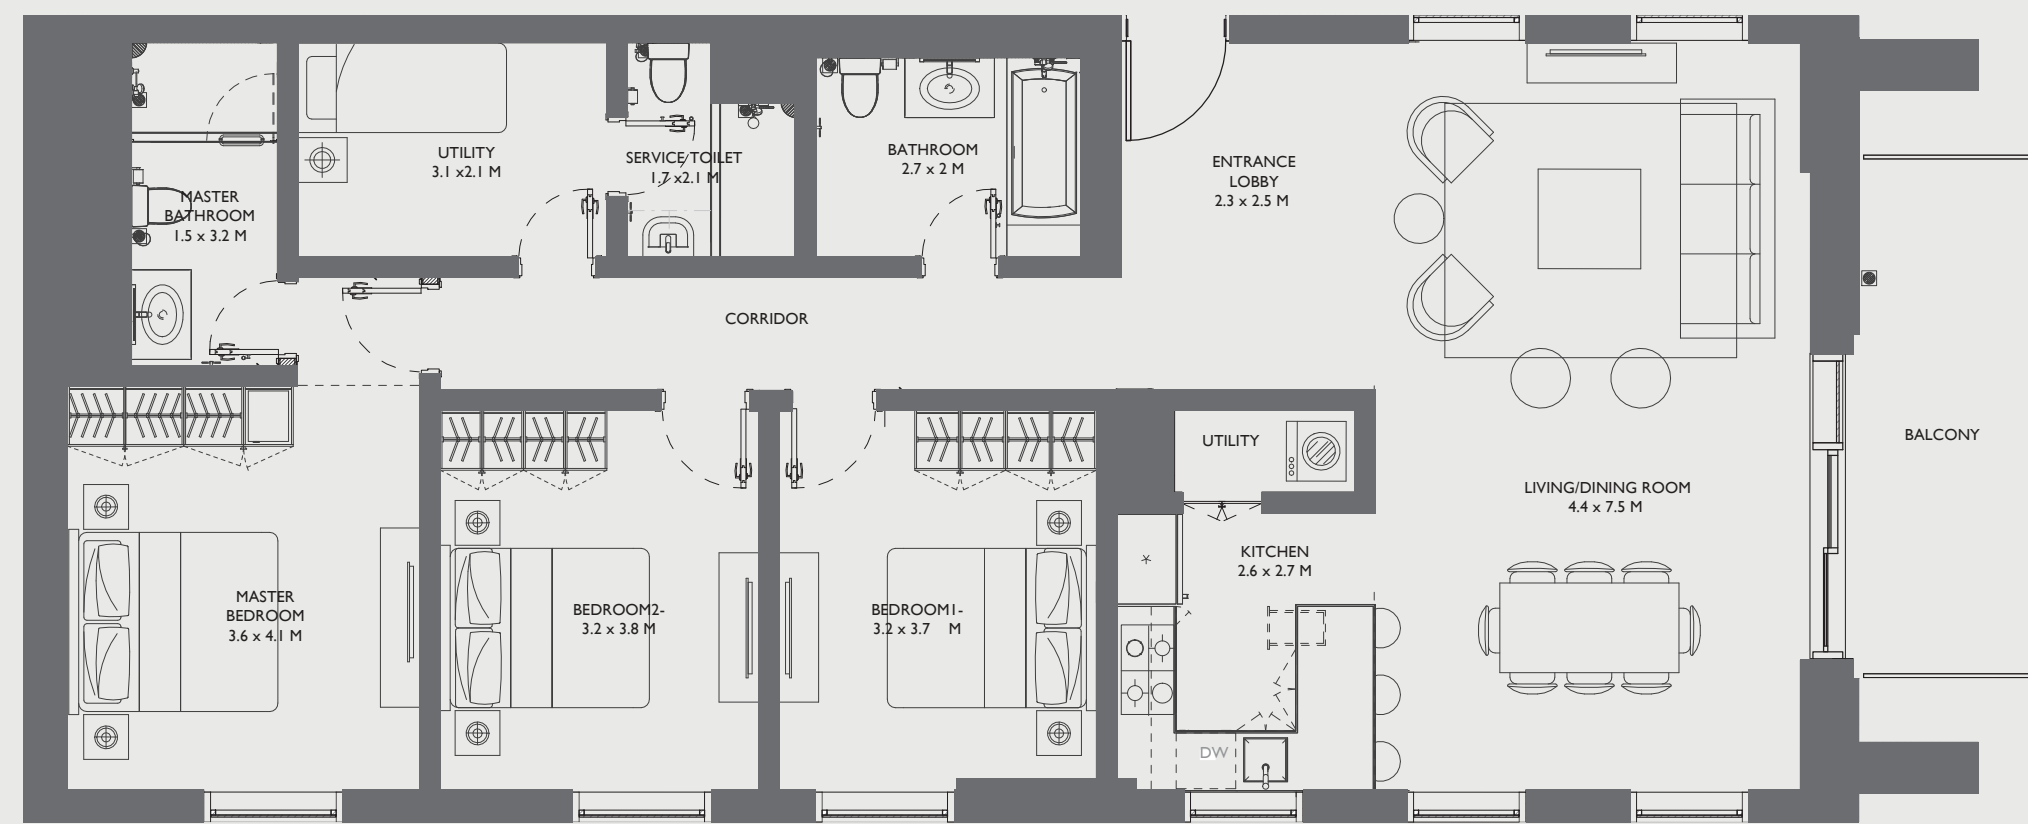 UTILITY
3.1 x2.1 M
SERVICE/TOILET
1.7 x2.1 M
BATHROOM
2.7 x 2 M
ENTRANCE
LOBBY
2.3 x 2.5 M
MASTER
BATHROOM
1.5 x 3.2 M
CORRIDOR
UTILITY
BALCONY
LIVING/DINING ROOM
4.4 x 7.5 M
KITCHEN
2.6 x 2.7 M
MASTER
BEDROOM
3.6 x 4.1 M
BEDROOM2-
3.2 x 3.8 M
BEDROOM1-
3.2 x 3.7 M
DW